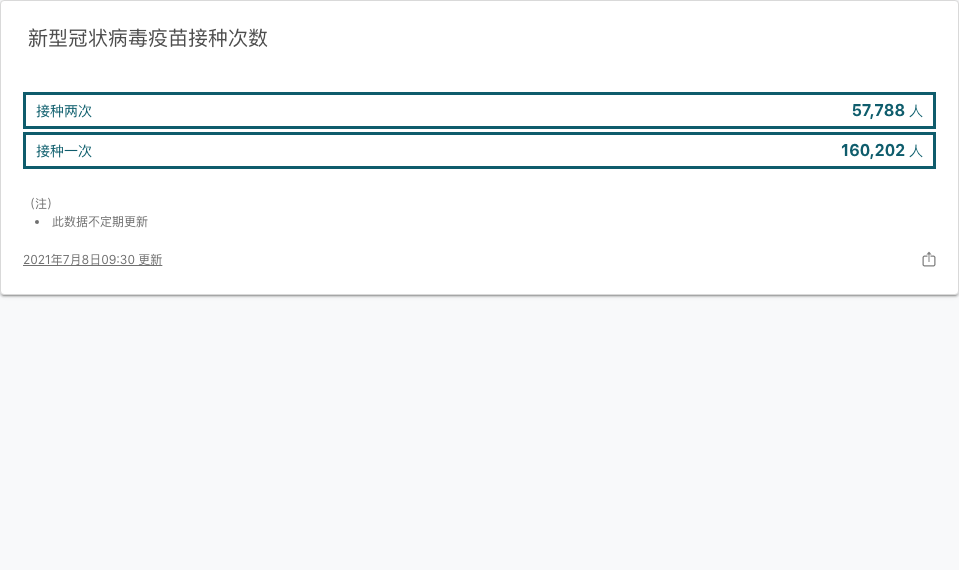 新型冠状病毒疫苗接种次数
接种两次 57,788 人
接种一次 160,202 人
(注)
• 此数据不定期更新
2021年7月8日09:30 更新